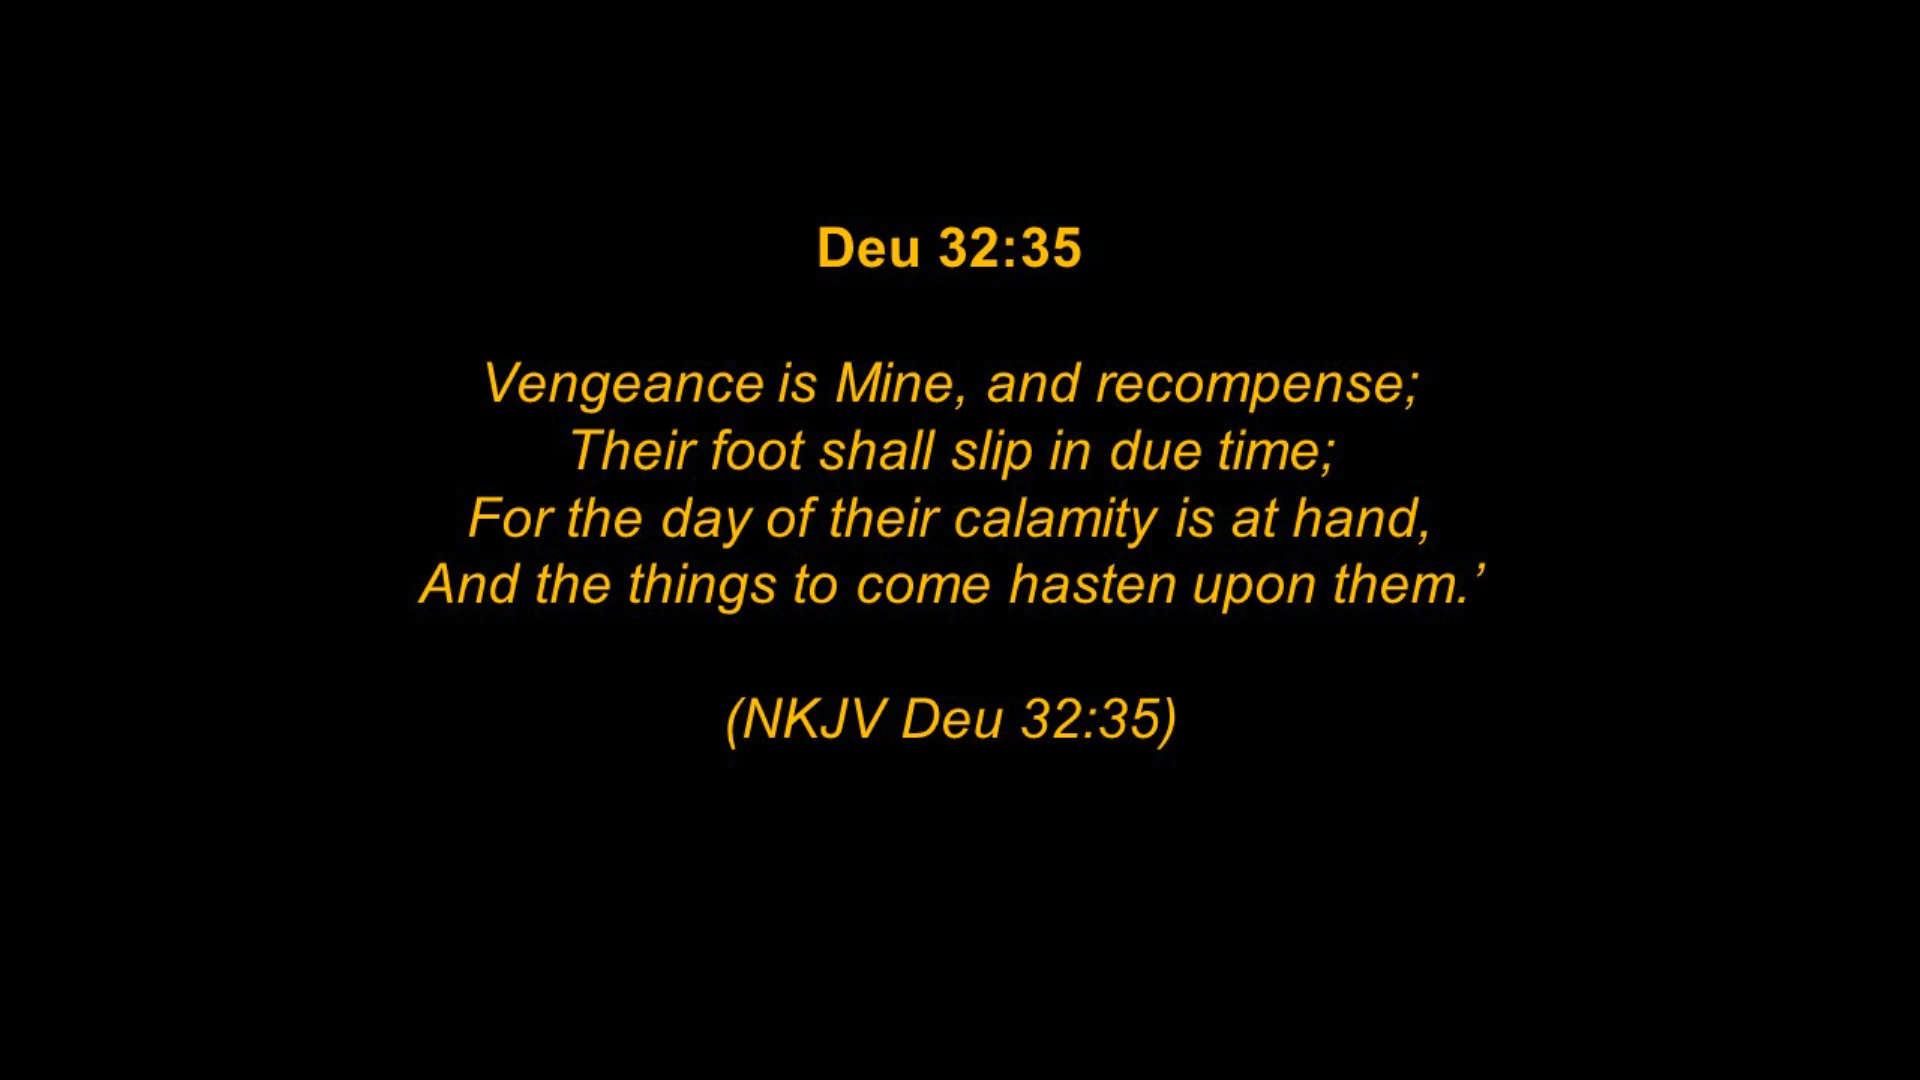 Deu 32:35
Vengeance is Mine, and recompense;
Their foot shall slip in due time;
For the day of their calamity is at hand,
And the things to come hasten upon them.’
(NKJV Deu 32:35)